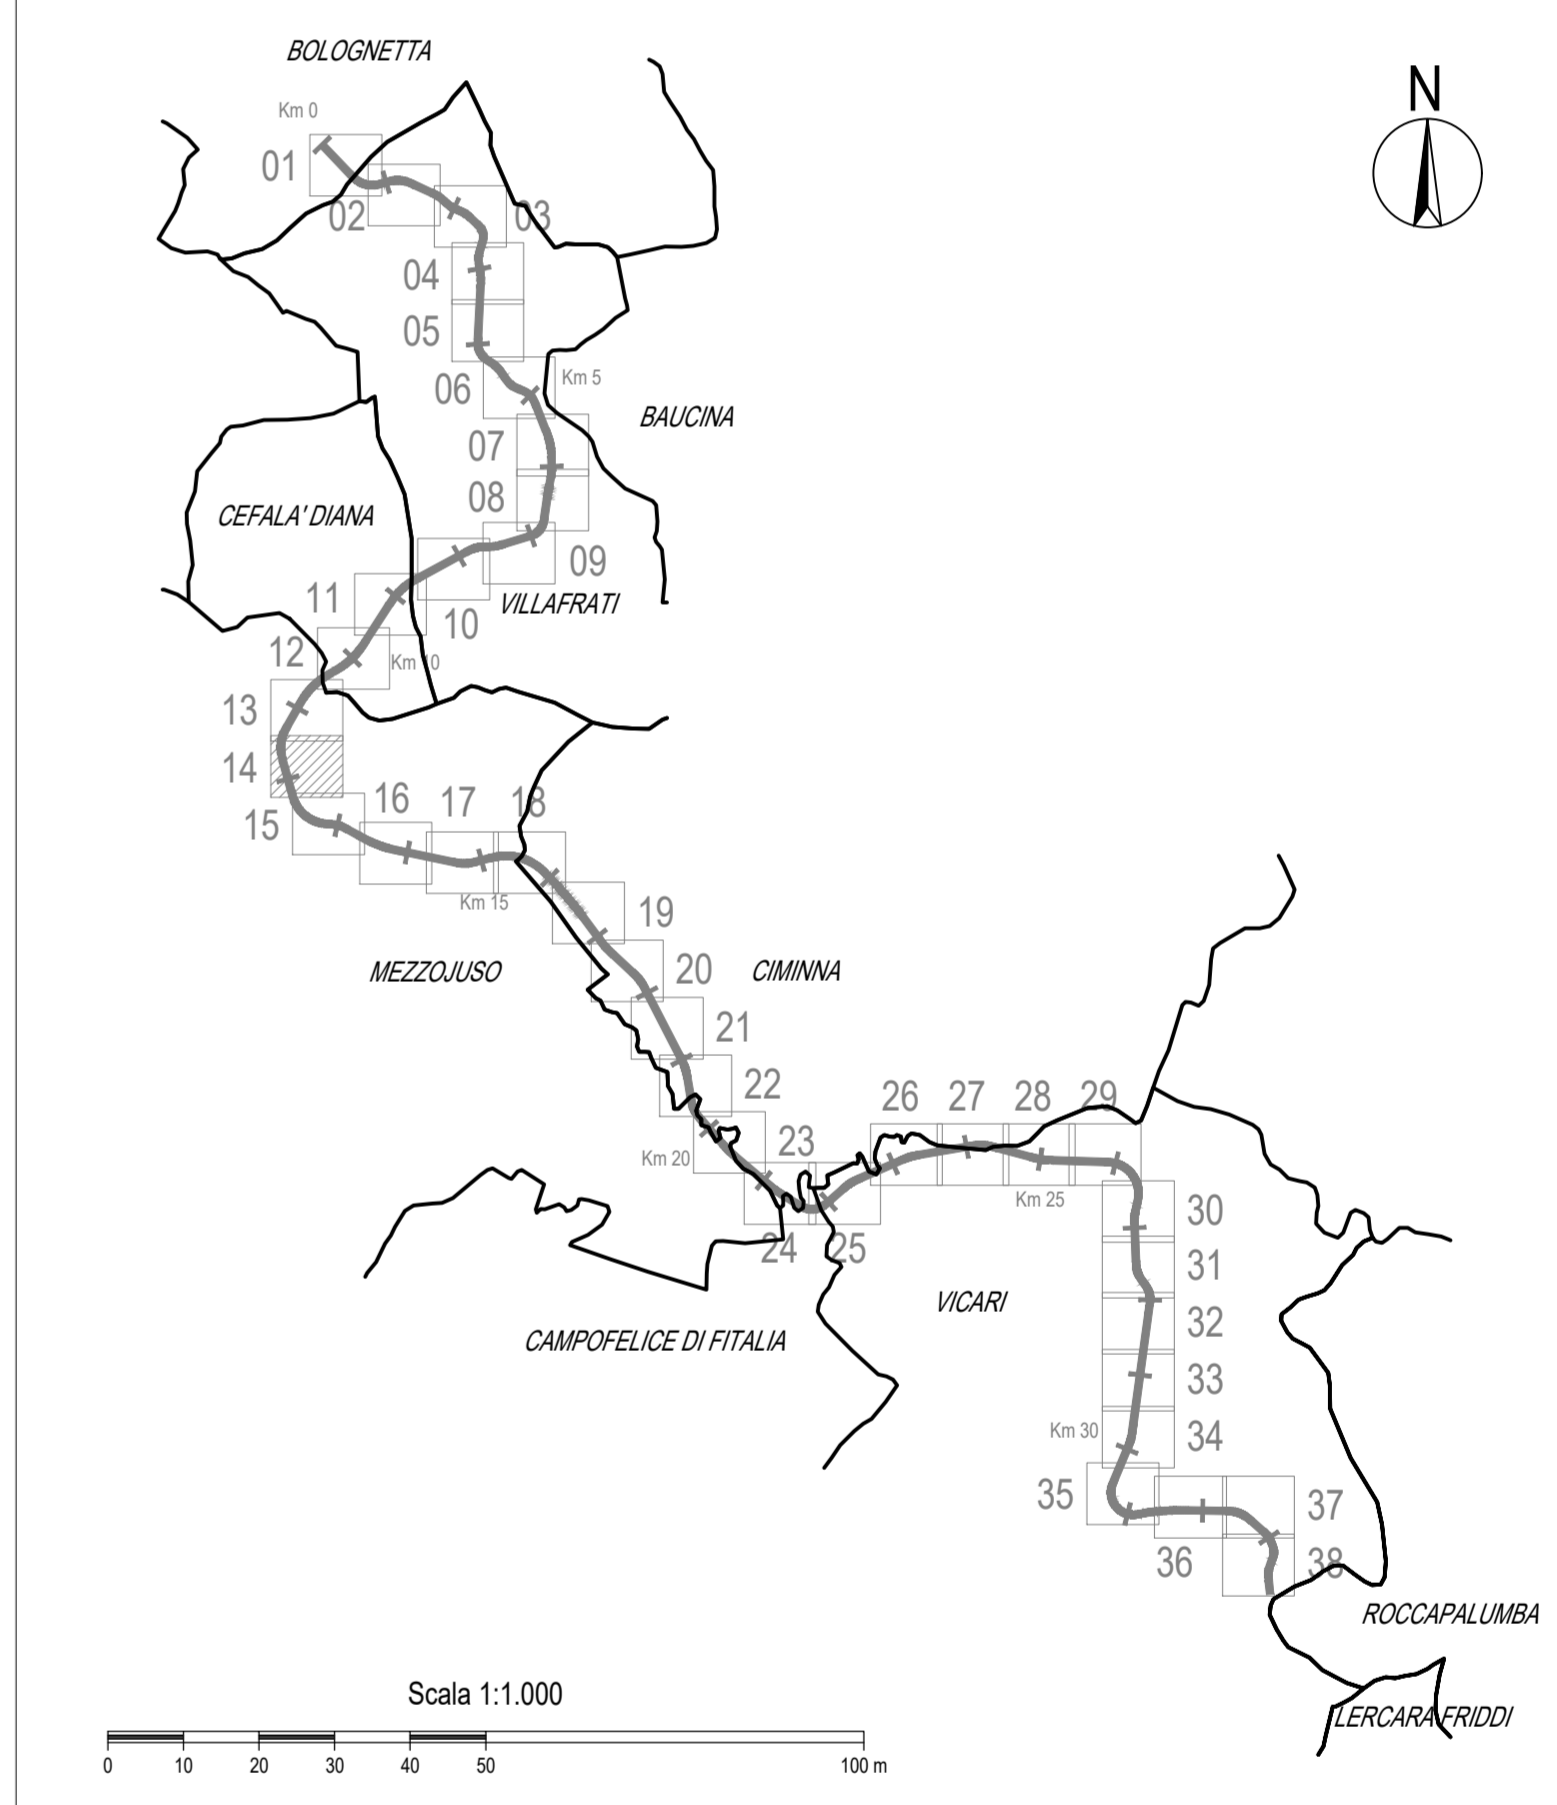 BOLOGNETTA
N
Km 0
01
02
03
04
05
Km 5
06
BAUCINA
07
08
CEFALA' DIANA
09
11
VILLAFRATI
10
12
Km 10
13
14
16
17
18
15
Km 15
19
MEZZOJUSO
CIMINNA
20
21
22
26
27
28
29
23
Km 20
Km 25
30
24
25
31
VICARI
32
CAMPOFELICE DI FITALIA
33
Km 30
34
35
37
36
38
ROCCAPALUMBA
Scala 1:1.000
LERCARA FRIDDI
0 10 20 30 40 50 100 m